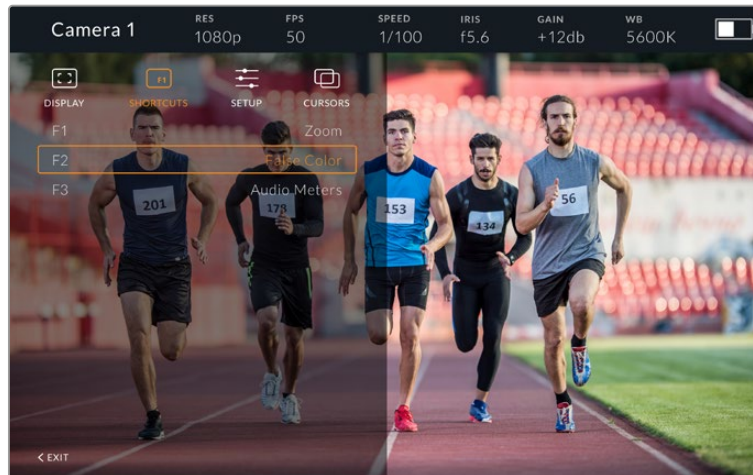 Camera 1
RES FPS SPEED IRIS GAIN WB
1080p 50 1/100 f5.6 +12db 5600K
F1
DISPLAY SHORTCUTS SETUP CURSORS
F1 Zoom
F2 False Color
F3 Audio Meters
201
178
153
134
56
< EXIT